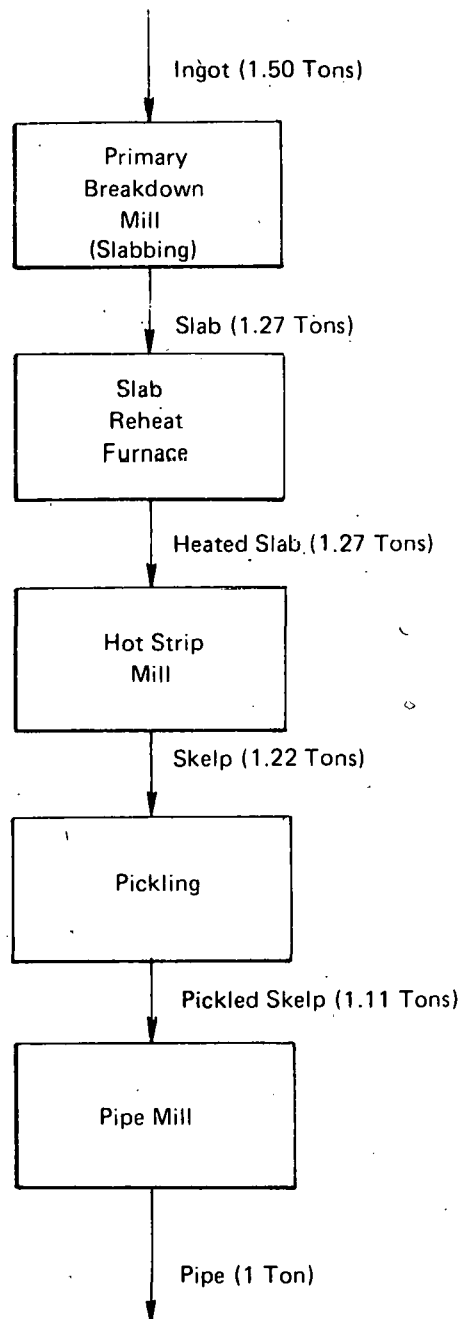 Ingot (1.50 Tons)
Primary
Breakdown
Mill
(Slabbing)
Slab (1.27 Tons)
Slab
Reheat
Furnace
Heated Slab (1.27 Tons)
Hot Strip
Mill
Skelp (1.22 Tons)
Pickling
Pickled Skelp (1.11 Tons)
Pipe Mill
Pipe (1 Ton)